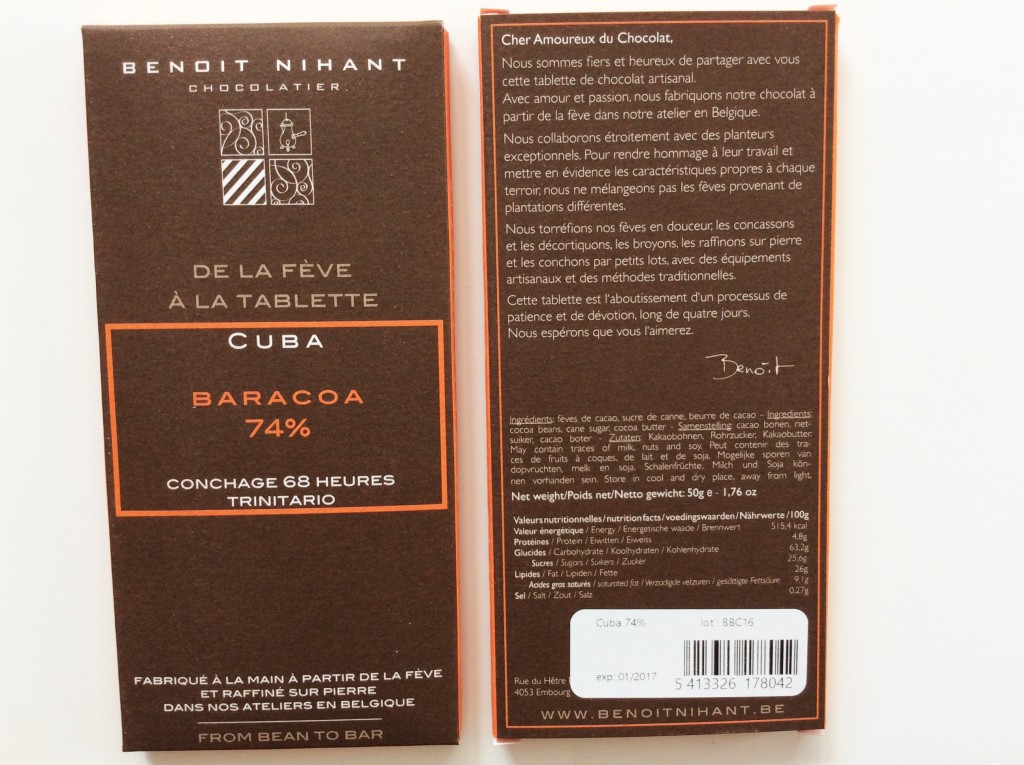 BENOIT NIHANT
CHOCOLATIER
DE LA FÈVE
À LA TABLETTE
CUBA
BARACOA
74%
CONCHAGE 68 HEURES
TRINITARIO
FABRIQUÉ À LA MAIN À PARTIR DE LA FÈVE
ET RAFFINÉ SUR PIERRE
DANS NOS ATELIERS EN BELGIQUE
FROM BEAN TO BAR
Cher Amoureux du Chocolat,
Nous sommes fiers et heureux de partager avec vous
cette tablette de chocolat artisanal.
Avec amour et passion, nous fabriquons notre chocolat à
partir de la fève dans notre atelier en Belgique.
Nous collaborons étroitement avec des planteurs
exceptionnels. Pour rendre hommage à leur travail et
mettre en évidence les caractéristiques propres à chaque
terroir, nous ne mélangeons pas les fèves provenant de
plantations différentes.
Nous torréfions nos fèves en douceur, les concassons
et les décortiquons, les broyons, les raffinons sur pierre
et les conchons par petits lots, avec des équipements
artisanaux et des méthodes traditionnelles.
Cette tablette est l'aboutissement d'un processus de
patience et de dévotion, long de quatre jours.
Nous espérons que vous l'aimerez.
Benoit
Ingrédients: fèves de cacao, sucre de canne, beurre de cacao - Ingredients:
cocoa beans, cane sugar, cocoa butter - Samenstelling: cacao bonen, riet-
suiker, cacao boter - Zutaten: Kakaobohnen, Rohrzucker, Kakaobutter
May contain traces of milk, nuts and soy. Peut contenir des tra-
ces de fruits à coques, de lait et de soja. Mogelijke sporen van
dopvruchten, melk en soja. Schalenfrüchte, Milch und Soja kön-
nen vorhanden sein. Store in cool and dry place, away from light.
Net weight/Poids net/Netto gewicht: 50g e - 1,76 oz
Valeurs nutritionnelles/nutrition facts/voedingswaarden/Nährwerte /100g
Valeur énergétique / Energy / Energetische waade / Brennwert 515,4 kcal
Protéines / Protein / Eiwitten / Eiweiss 4,8g
Glucides / Carbohydrate / Koolhydraten / Kohlenhydrate 63,2g
- Sucres / Sugars / Suikers / Zucker 25,6g
Lipides / Fat / Lipiden / Fette 26g
- Acides gras saturés / saturated fat / Verzadigde vetzuren / gesättigte Fettsäure 9,1g
Sel / Salt / Zout / Salz 0,27g
Cuba 74% lot : BBC16
exp: 01/2017
5 413326 178042
Rue du Hêtre
4053 Embourg
WWW.BENOITNIHANT.BE